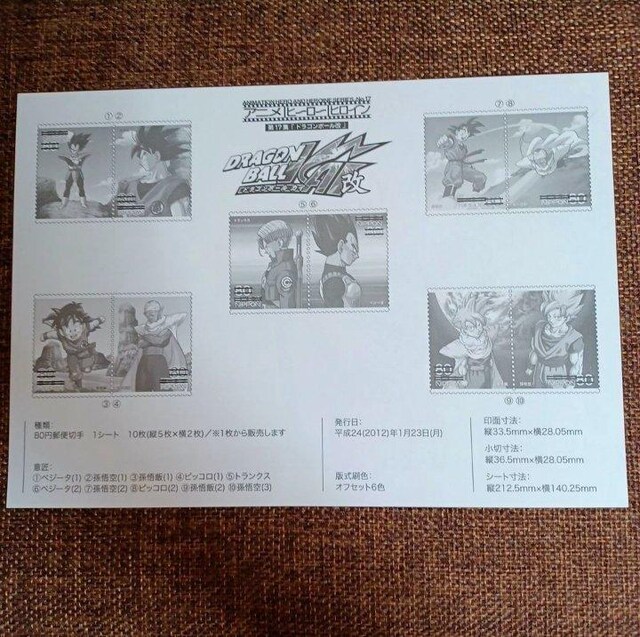 アニメ・ヒーロー・ヒロイン
第17集「ドラゴンボール改」
DRAGON
BALL
KAI
改
①②
⑦⑧
⑤⑥
③④
⑨⑩
種類:
80円郵便切手 1シート 10枚(縦5枚×横2枚)/※1枚から販売します
意匠:
①ベジータ(1) ②孫悟空(1) ③孫悟飯(1) ④ピッコロ(1) ⑤トランクス
⑥ベジータ(2) ⑦孫悟空(2) ⑧ピッコロ(2) ⑨孫悟飯(2) ⑩孫悟空(3)
発行日:
平成24(2012)年1月23日(月)
版式刷色:
オフセット6色
印面寸法:
縦33.5mm×横28.05mm
小切寸法:
縦36.5mm×横28.05mm
シート寸法:
縦212.5mm×横140.25mm